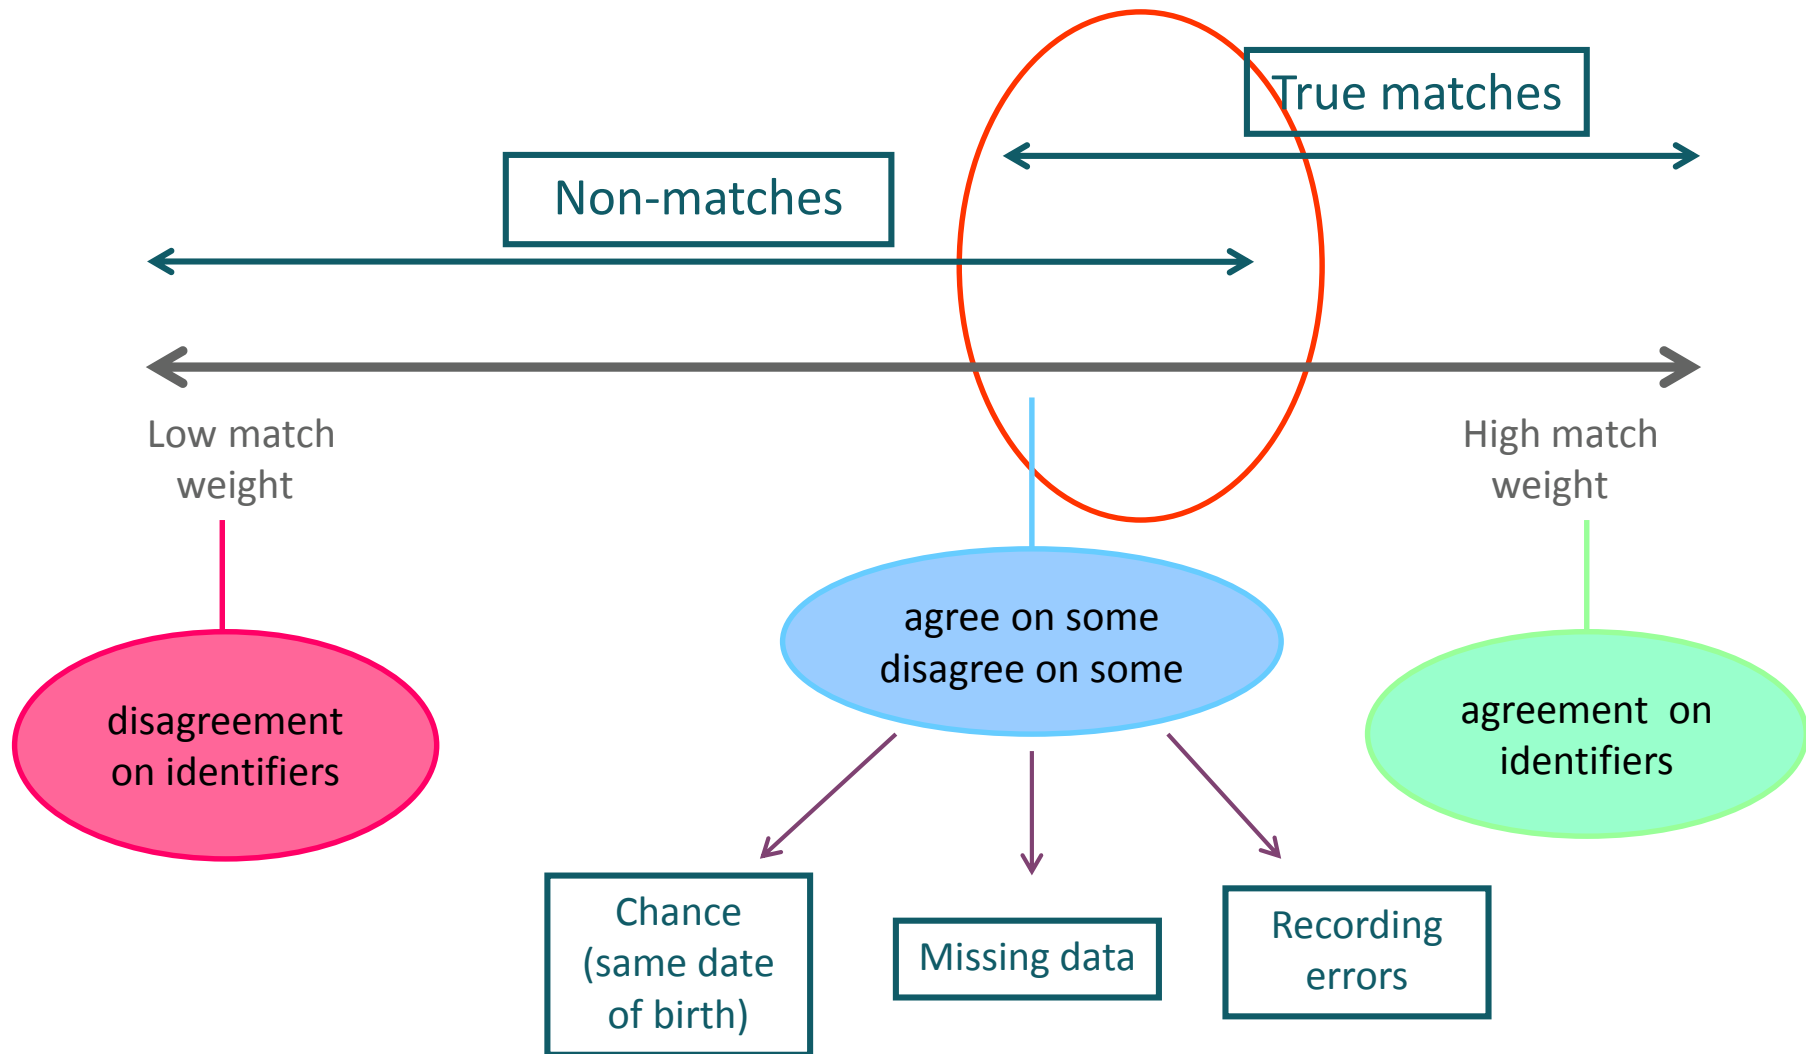 True matches
Non-matches
Low match
weight
High match
weight
agree on some
disagree on some
disagreement
on identifiers
agreement on
identifiers
Chance
(same date
of birth)
Missing data
Recording
errors